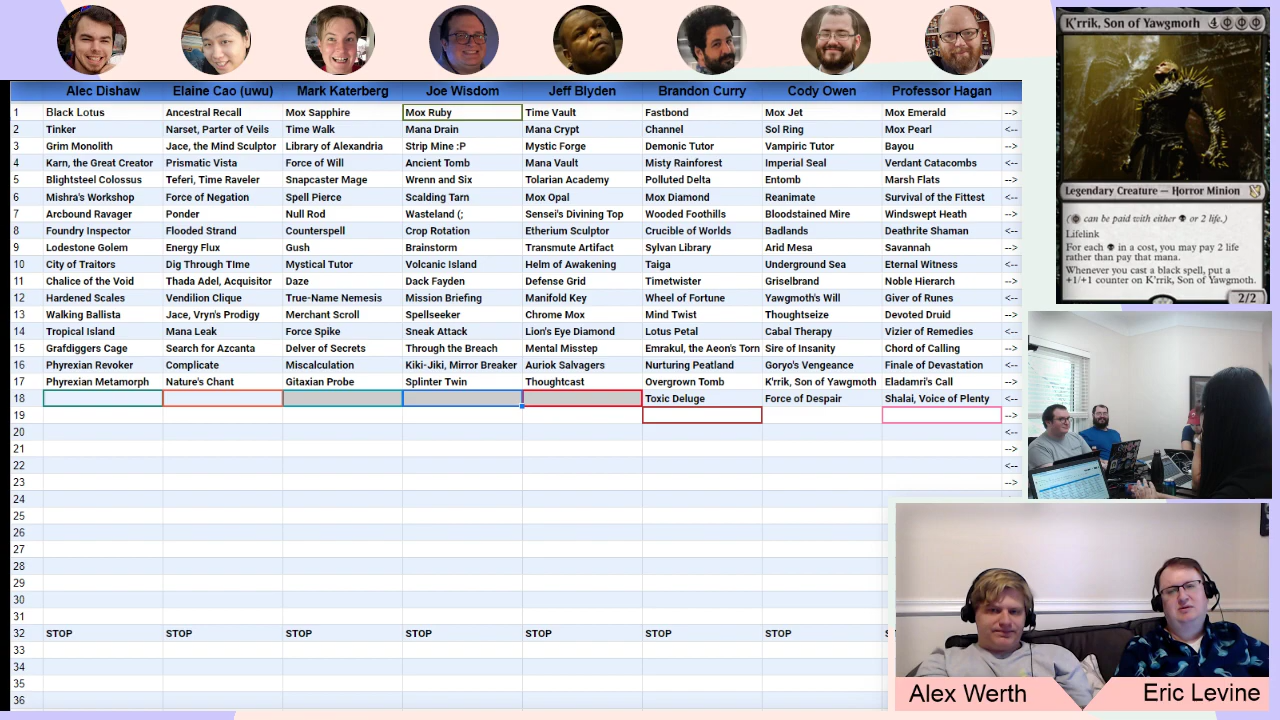 Alec Dishaw Elaine Cao (uwu) Mark Katerberg Joe Wisdom Jeff Blyden Brandon Curry Cody Owen Professor Hagan
1 Black Lotus Ancestral Recall Mox Sapphire Mox Ruby Time Vault Fastbond Mox Jet Mox Emerald -->
2 Tinker Narset, Parter of Veils Time Walk Mana Drain Mana Crypt Channel Sol Ring Mox Pearl <--
3 Grim Monolith Jace, the Mind Sculptor Library of Alexandria Strip Mine :P Mystic Forge Demonic Tutor Vampiric Tutor Bayou -->
4 Karn, the Great Creator Prismatic Vista Force of Will Ancient Tomb Mana Vault Misty Rainforest Imperial Seal Verdant Catacombs <--
5 Blightsteel Colossus Teferi, Time Raveler Snapcaster Mage Wrenn and Six Tolarian Academy Polluted Delta Entomb Marsh Flats -->
6 Mishra's Workshop Force of Negation Spell Pierce Scalding Tarn Mox Opal Mox Diamond Reanimate Survival of the Fittest <--
7 Arcbound Ravager Ponder Null Rod Wasteland (; Sensei's Divining Top Wooded Foothills Bloodstained Mire Windswept Heath -->
8 Foundry Inspector Flooded Strand Counterspell Crop Rotation Etherium Sculptor Crucible of Worlds Badlands Deathrite Shaman <--
9 Lodestone Golem Energy Flux Gush Brainstorm Transmute Artifact Sylvan Library Arid Mesa Savannah -->
10 City of Traitors Dig Through TIme Mystical Tutor Volcanic Island Helm of Awakening Taiga Underground Sea Eternal Witness <--
11 Chalice of the Void Thada Adel, Acquisitor Daze Dack Fayden Defense Grid Timetwister Griselbrand Noble Hierarch -->
12 Hardened Scales Vendilion Clique True-Name Nemesis Mission Briefing Manifold Key Wheel of Fortune Yawgmoth's Will Giver of Runes <--
13 Walking Ballista Jace, Vryn's Prodigy Merchant Scroll Spellseeker Chrome Mox Mind Twist Thoughtseize Devoted Druid -->
14 Tropical Island Mana Leak Force Spike Sneak Attack Lion's Eye Diamond Lotus Petal Cabal Therapy Vizier of Remedies <--
15 Grafdiggers Cage Search for Azcanta Delver of Secrets Through the Breach Mental Misstep Emrakul, the Aeon's Torn Sire of Insanity Chord of Calling -->
16 Phyrexian Revoker Complicate Miscalculation Kiki-Jiki, Mirror Breaker Auriok Salvagers Nurturing Peatland Goryo's Vengeance Finale of Devastation <--
17 Phyrexian Metamorph Nature's Chant Gitaxian Probe Splinter Twin Thoughtcast Overgrown Tomb K'rrik, Son of Yawgmoth Eladamri's Call -->
18 Toxic Deluge Force of Despair Shalai, Voice of Plenty <--
19 -->
20 <--
21 -->
22 <--
23 -->
24
25
26
27
28
29
30
31
32 STOP STOP STOP STOP STOP STOP STOP
33
34
35
36
K'rrik, Son of Yawgmoth 4
Legendary Creature — Horror Minion
( can be paid with either or 2 life.)
Lifelink
For each in a cost, you may pay 2 life
rather than pay that mana.
Whenever you cast a black spell, put a
+1/+1 counter on K'rrik, Son of Yawgmoth.
2/2
Alex Werth
Eric Levine